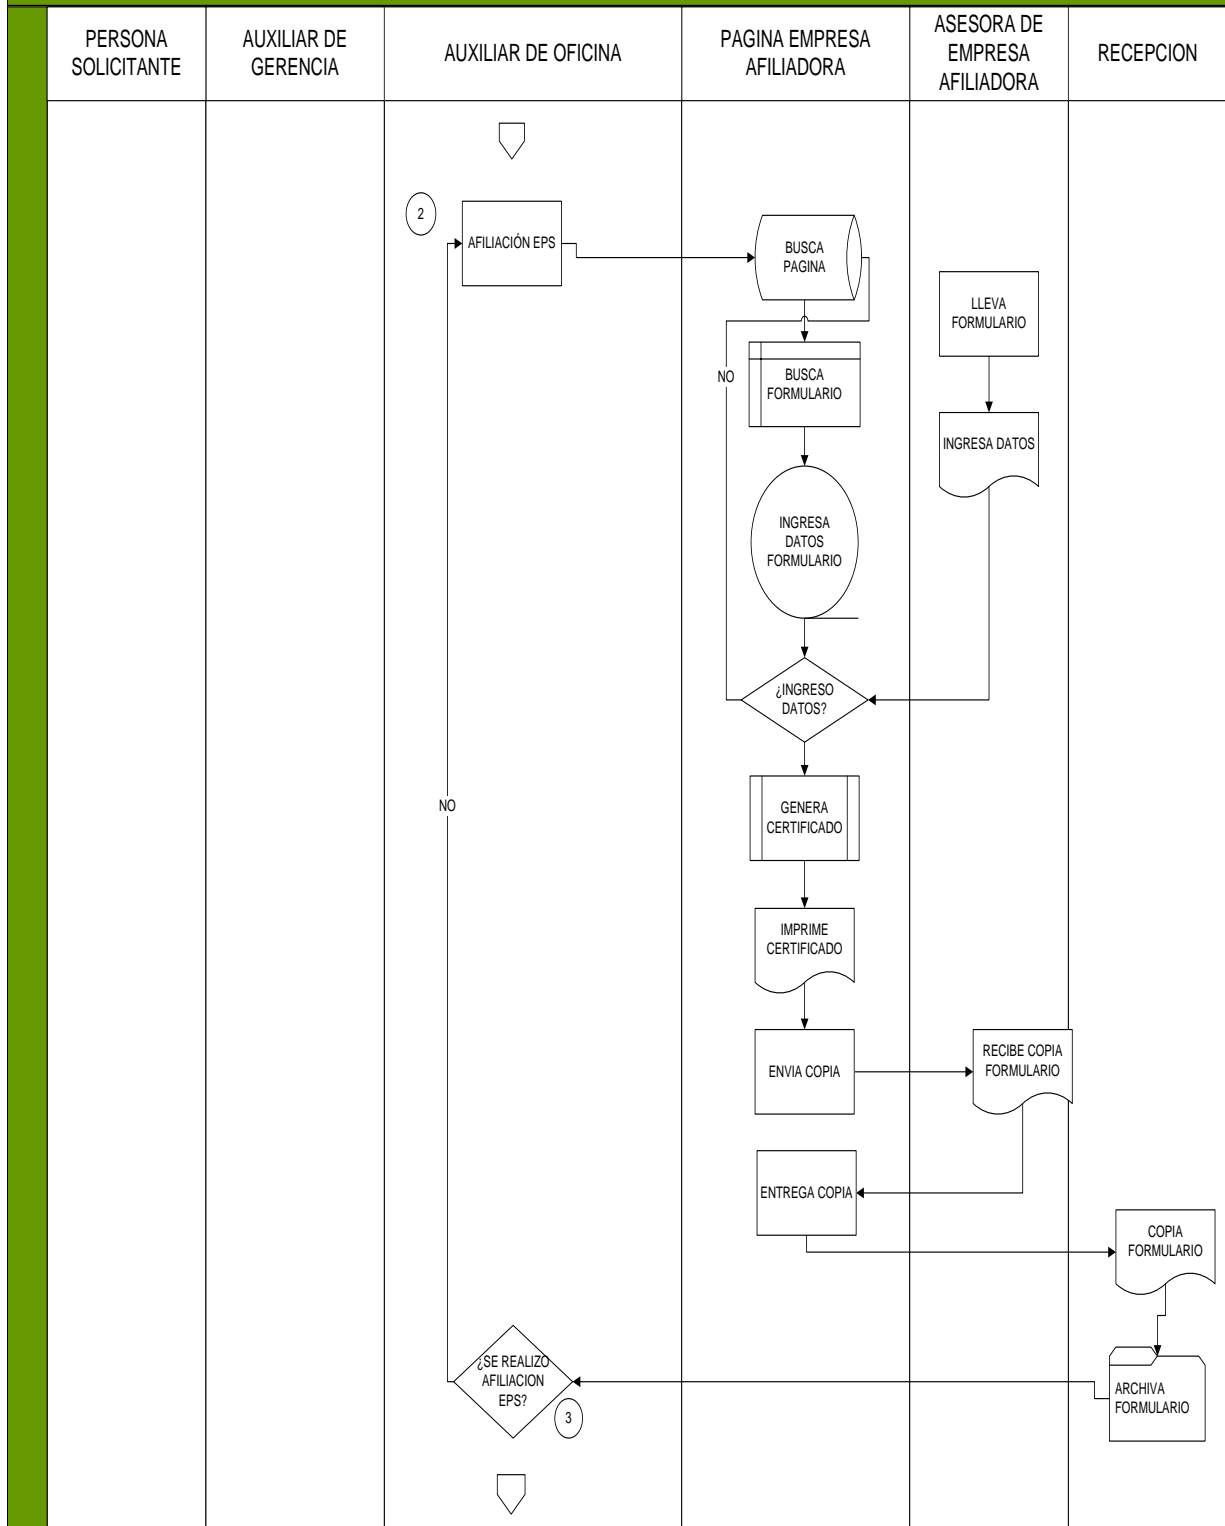 PERSONA
SOLICITANTE
AUXILIAR DE
GERENCIA
AUXILIAR DE OFICINA
PAGINA EMPRESA
AFILIADORA
ASESORA DE
EMPRESA
AFILIADORA
RECEPCION
2
AFILIACIÓN EPS
BUSCA
PAGINA
LLEVA
FORMULARIO
NO
BUSCA
FORMULARIO
INGRESA DATOS
INGRESA
DATOS
FORMULARIO
¿INGRESO
DATOS?
NO
GENERA
CERTIFICADO
IMPRIME
CERTIFICADO
ENVIA COPIA
RECIBE COPIA
FORMULARIO
ENTREGA COPIA
COPIA
FORMULARIO
¿SE REALIZO
AFILIACION
EPS?
3
ARCHIVA
FORMULARIO